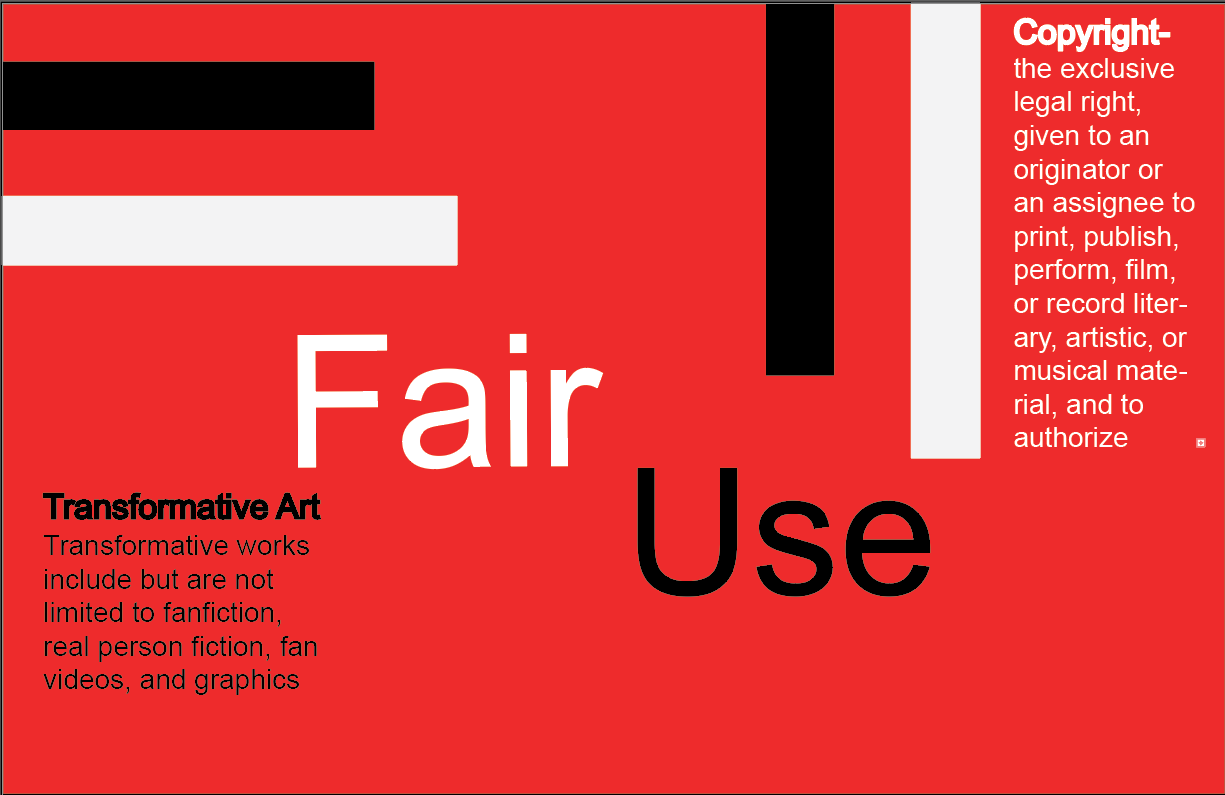 Copyright-
the exclusive
legal right,
given to an
originator or
an assignee to
print, publish,
perform, film,
or record liter-
ary, artistic, or
musical mate-
rial, and to
authorize
Fair
Use
Transformative Art
Transformative works
include but are not
limited to fanfiction,
real person fiction, fan
videos, and graphics